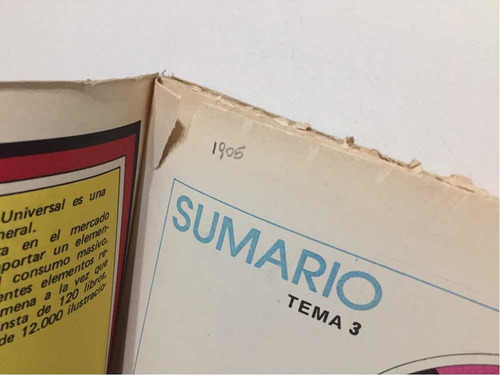 Universal es una
neral.
ra en el mercado
portar un elemen-
l consumo masivo.
entes elementos re-
mena a la vez que
nsta de 120 libros.
de 12.000 ilustracio-
1905
SUMARIO
TEMA 3